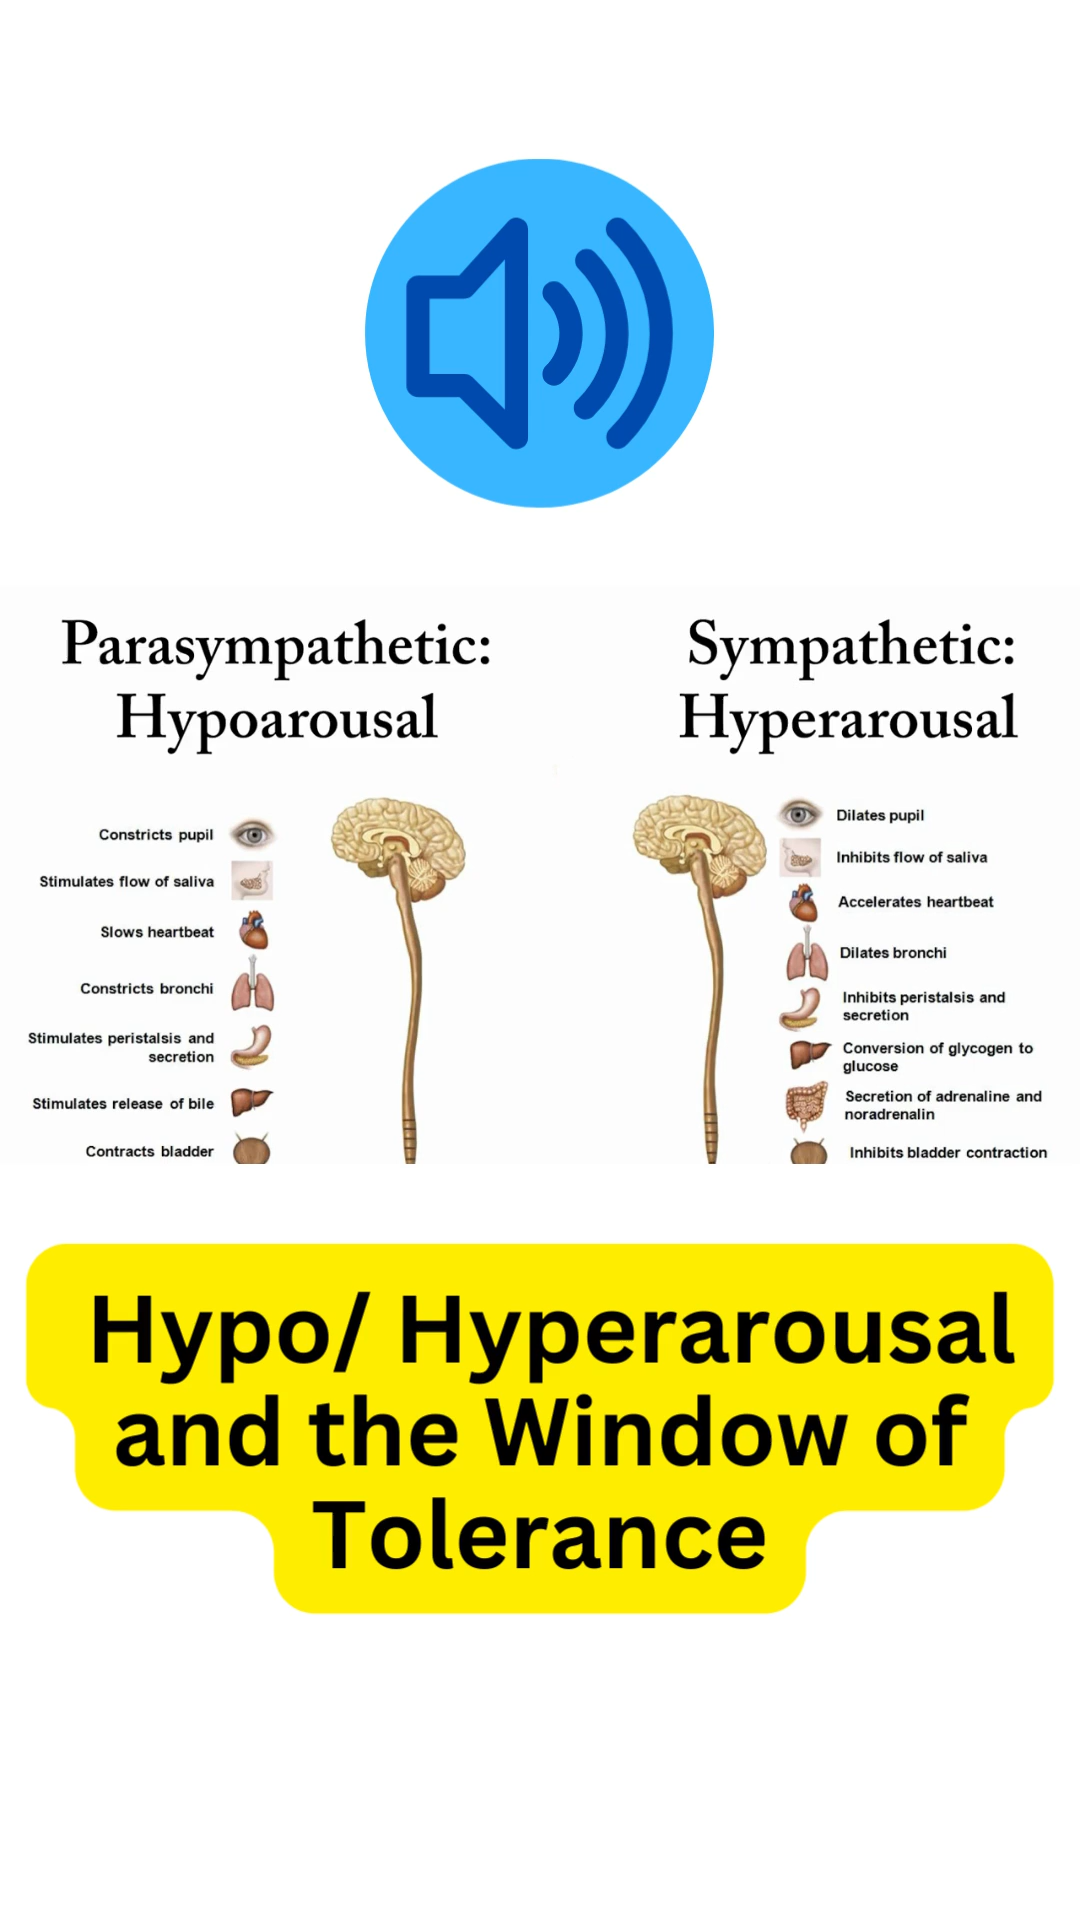 Parasympathetic:
Hypoarousal
Constricts pupil
Stimulates flow of saliva
Slows heartbeat
Constricts bronchi
Stimulates peristalsis and
secretion
Stimulates release of bile
Contracts bladder
Sympathetic:
Hyperarousal
Dilates pupil
Inhibits flow of saliva
Accelerates heartbeat
Dilates bronchi
Inhibits peristalsis and
secretion
Conversion of glycogen to
glucose
Secretion of adrenaline and
noradrenalin
Inhibits bladder contraction
Hypo/ Hyperarousal
and the Window of
Tolerance